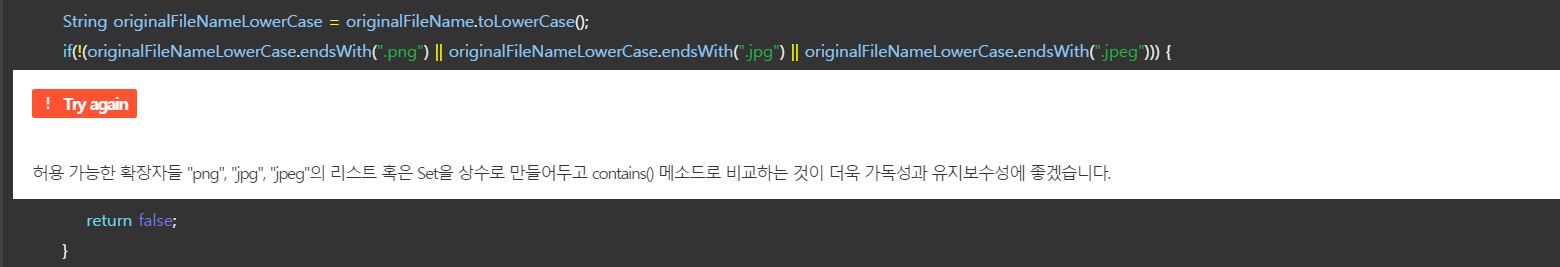 String originalFileNameLowerCase = originalFileName.toLowerCase();
if(!(originalFileNameLowerCase.endsWith(".png") || originalFileNameLowerCase.endsWith(".jpg") || originalFileNameLowerCase.endsWith(".jpeg"))) {
! Try again
허용 가능한 확장자들 "png", "jpg", "jpeg"의 리스트 혹은 Set을 상수로 만들어두고 contains() 메소드로 비교하는 것이 더욱 가독성과 유지보수성에 좋겠습니다.
return false;
}